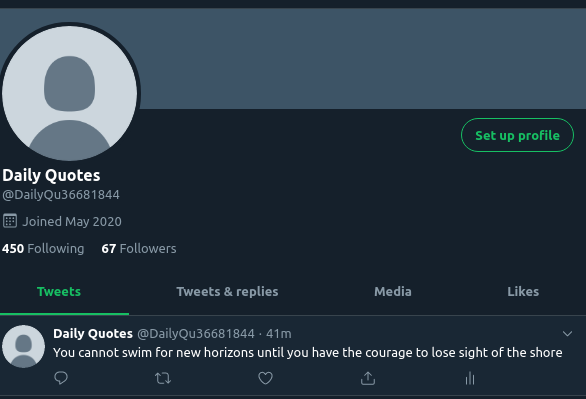 Set up profile
Daily Quotes
@DailyQu36681844
Joined May 2020
450 Following 67 Followers
Tweets Tweets & replies Media Likes
Daily Quotes @DailyQu36681844 · 41m
You cannot swim for new horizons until you have the courage to lose sight of the shore